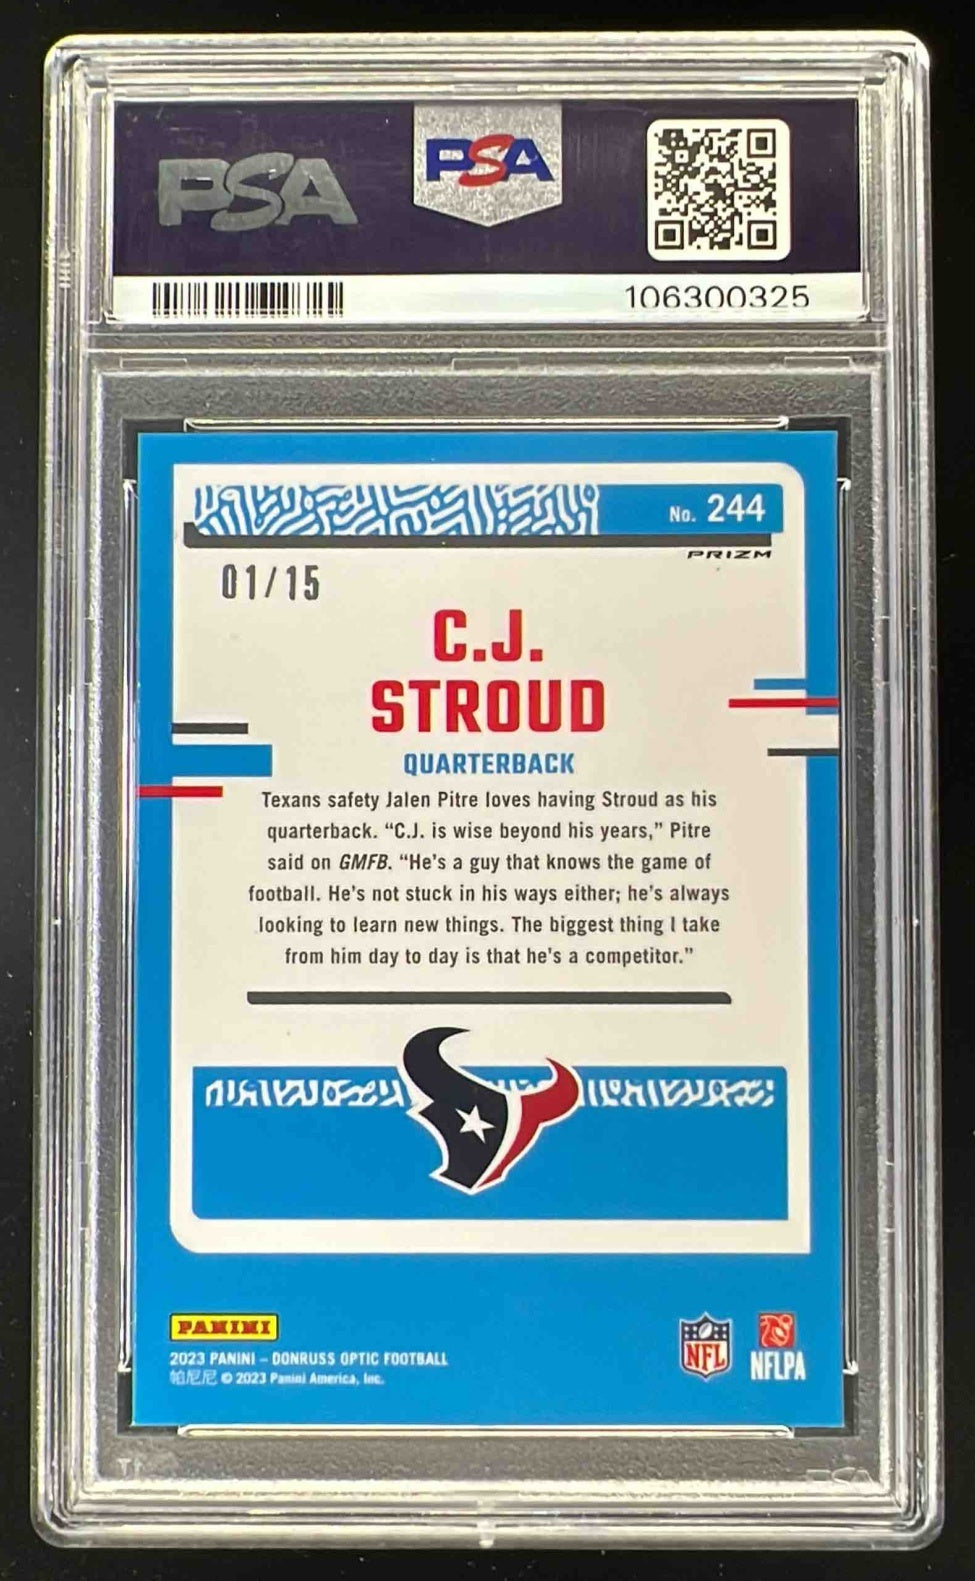 PSA
PSA
106300325
No. 244
PRIZM
01/15
C.J.
STROUD
QUARTERBACK
Texans safety Jalen Pitre loves having Stroud as his
quarterback. “C.J. is wise beyond his years,” Pitre
said on GMFB. “He’s a guy that knows the game of
football. He’s not stuck in his ways either; he’s always
looking to learn new things. The biggest thing I take
from him day to day is that he’s a competitor.”
PANINI
NFL
NFLPA
2023 PANINI – DONRUSS OPTIC FOOTBALL
帕尼尼 © 2023 Panini America, Inc.
PSA